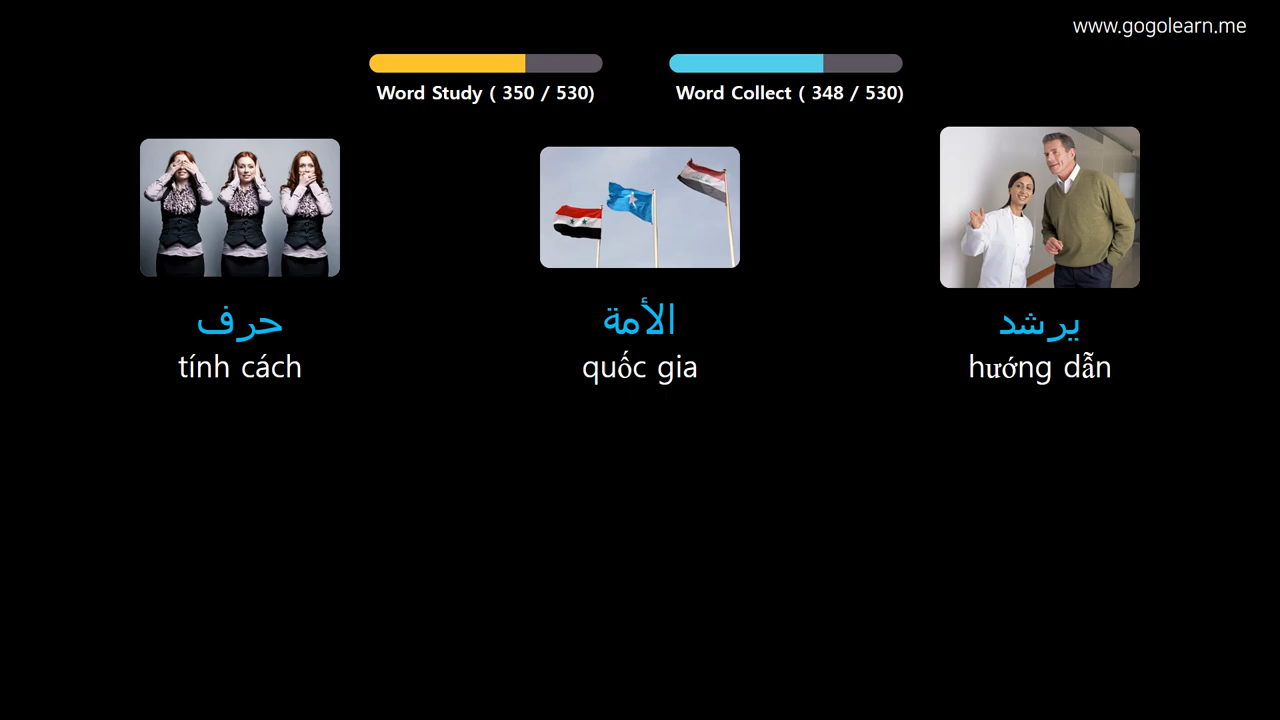 www.gogolearn.me
Word Study ( 350 / 530)
Word Collect ( 348 / 530)
حرف
tính cách
الأمة
quốc gia
يرشد
hướng dẫn